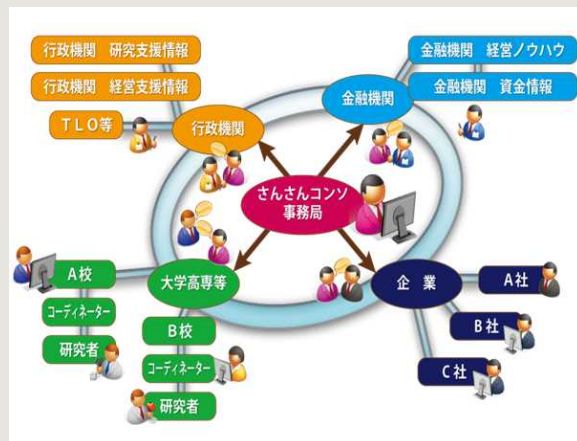 行政機関 研究支援情報
行政機関 経営支援情報
TLO等
行政機関
金融機関 経営ノウハウ
金融機関 資金情報
金融機関
さんさんコンソ
事務局
大学高専等
企 業
A校
コーディネーター
研究者
B校
コーディネーター
研究者
A社
B社
C社